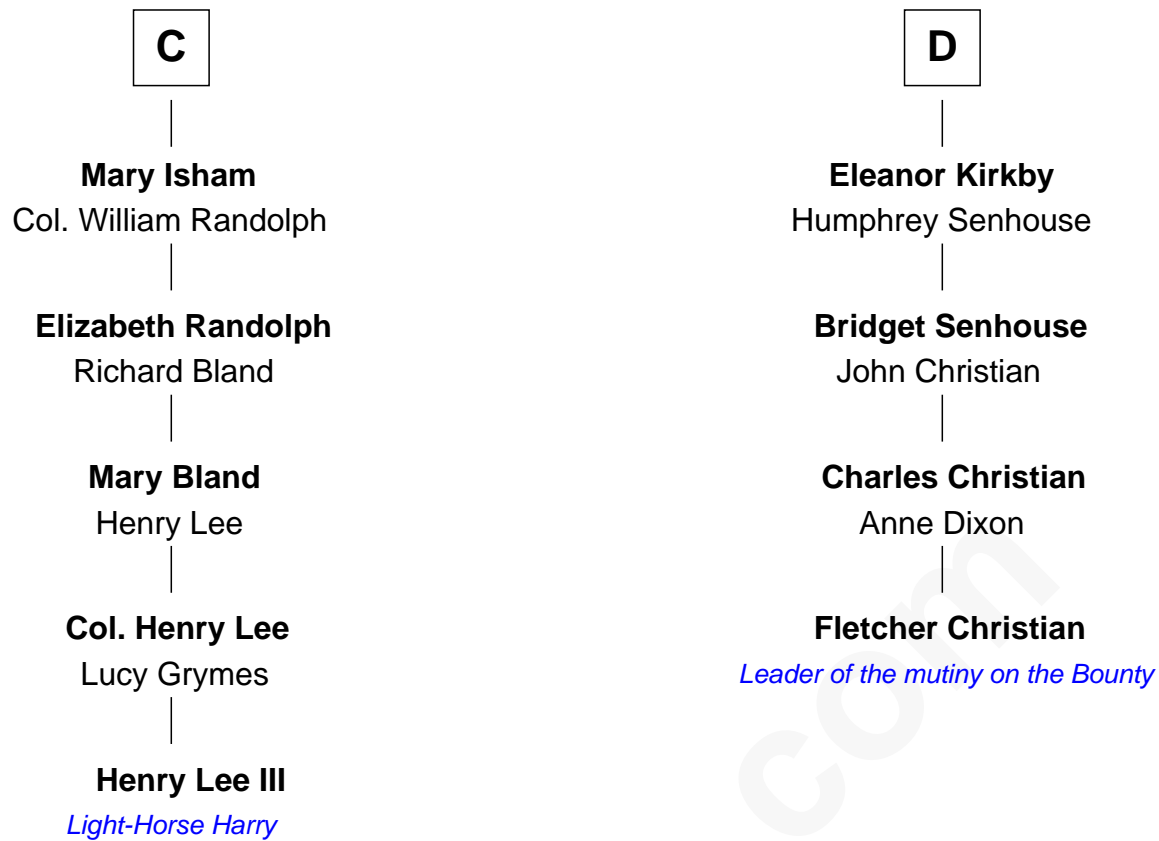 C
Mary Isham
Col. William Randolph
Elizabeth Randolph
Richard Bland
Mary Bland
Henry Lee
Col. Henry Lee
Lucy Grymes
Henry Lee III
Light-Horse Harry
D
Eleanor Kirkby
Humphrey Senhouse
Bridget Senhouse
John Christian
Charles Christian
Anne Dixon
Fletcher Christian
Leader of the mutiny on the Bounty
com